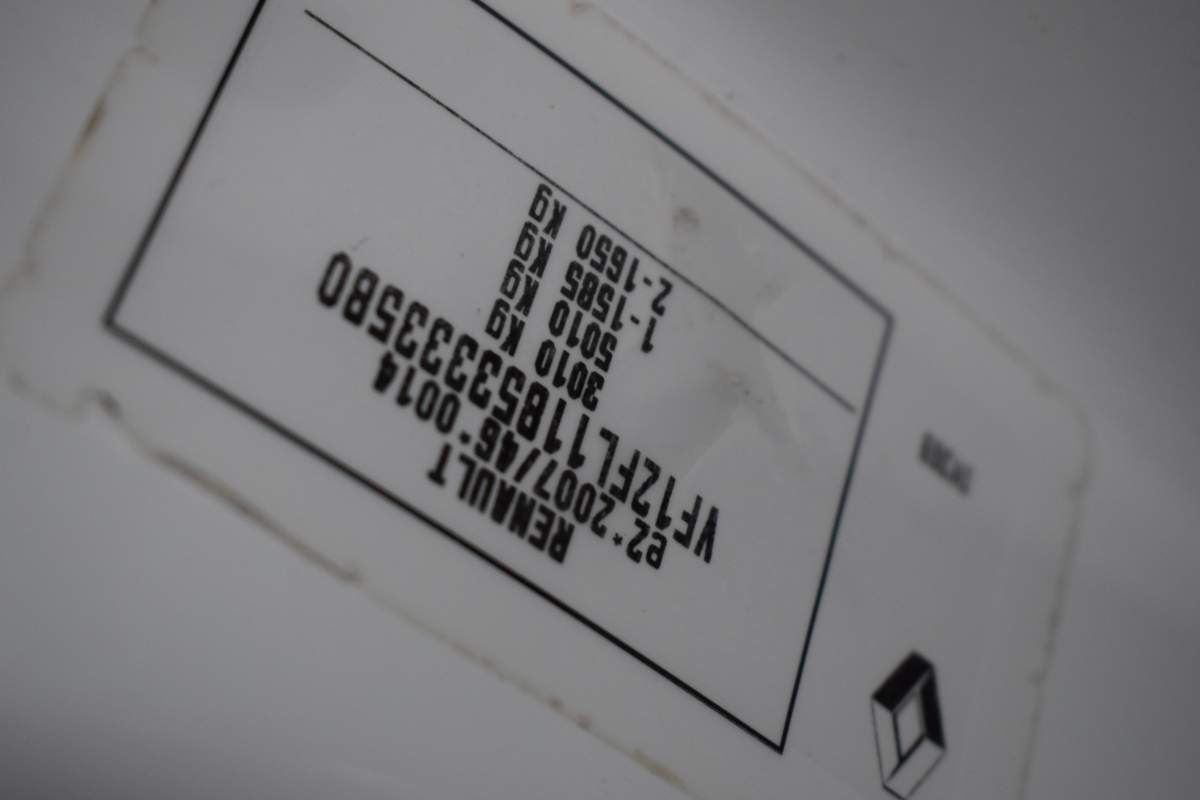 RENAULT
e2*2007/46*0014
VF12FL11853333580
3010 kg
5010 kg
1-1585 kg
2-1650 kg